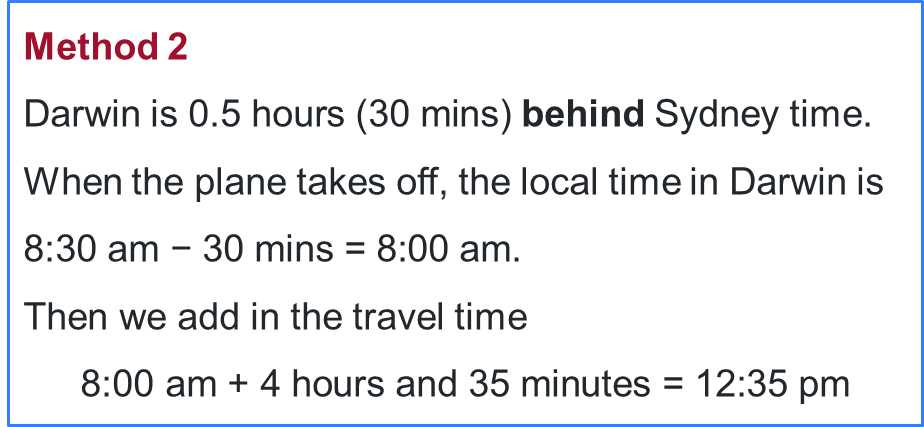 Method 2
Darwin is 0.5 hours (30 mins) behind Sydney time.
When the plane takes off, the local time in Darwin is
8:30 am − 30 mins = 8:00 am.
Then we add in the travel time
8:00 am + 4 hours and 35 minutes = 12:35 pm